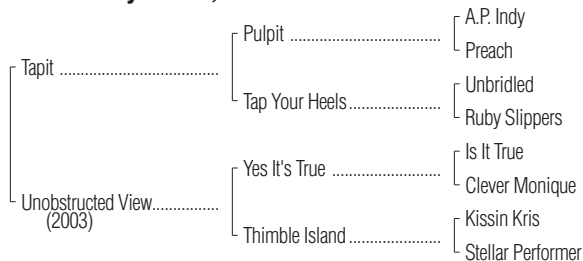 A.P. Indy
Pulpit ......................................
Preach
Tapit ........................................
Unbridled
Tap Your Heels.......................
Ruby Slippers
Is It True
Yes It's True ...........................
Clever Monique
Unobstructed View.................
(2003)
Kissin Kris
Thimble Island.......................
Stellar Performer